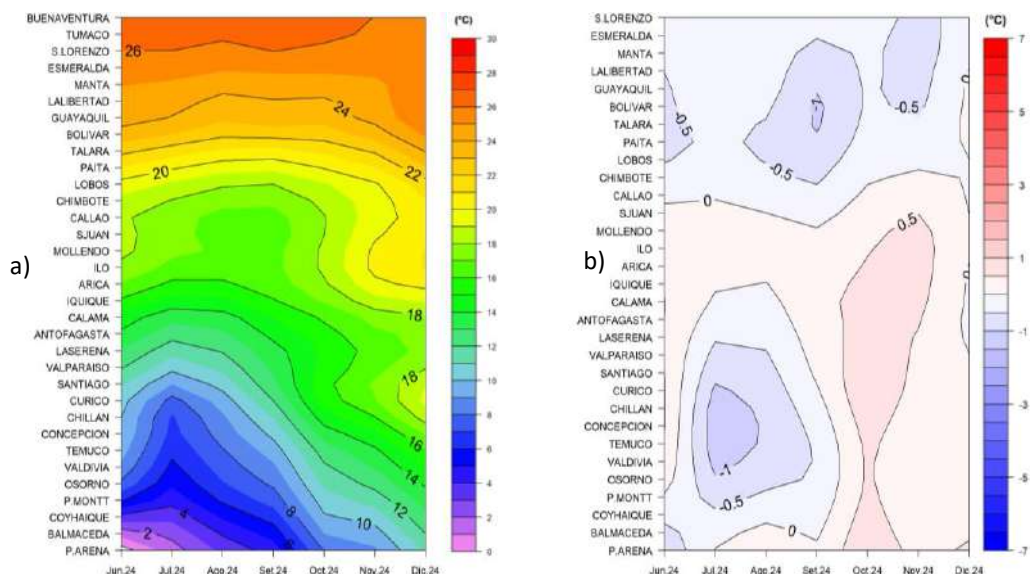 (°C)
BUENAVENTURA
TUMACO
S.LORENZO
ESMERALDA
MANTA
LALIBERTAD
GUAYAQUIL
BOLIVAR
TALARA
PAITA
LOBOS
CHIMBOTE
CALLAO
SJUAN
MOLLENDO
ILO
ARICA
IQUIQUE
CALAMA
ANTOFAGASTA
LASERENA
VALPARAISO
SANTIAGO
CURICO
CHILLAN
CONCEPCION
TEMUCO
VALDIVIA
OSORNO
P.MONTT
COYHAIQUE
BALMACEDA
P.ARENA
a)
26
24
22
20
18
18
16
14
12
10
8
6
4
2
Jun.24 Jul.24 Ago.24 Set.24 Oct.24 Nov.24 Dic.24
30
28
26
24
22
20
18
16
14
12
10
8
6
4
2
0
(°C)
S.LORENZO
ESMERALDA
MANTA
LALIBERTAD
GUAYAQUIL
BOLIVAR
TALARA
PAITA
LOBOS
CHIMBOTE
CALLAO
SJUAN
MOLLENDO
ILO
ARICA
IQUIQUE
CALAMA
ANTOFAGASTA
LASERENA
VALPARAISO
SANTIAGO
CURICO
CHILLAN
CONCEPCION
TEMUCO
VALDIVIA
OSORNO
P.MONTT
COYHAIQUE
BALMACEDA
P.ARENA
b)
0
-0.5
-1
-0.5
-0.5
0
0.5
-1
-0.5
0
Jun.24 Jul.24 Ago.24 Set.24 Oct.24 Nov.24 Dic.24
7
5
3
1
-1
-3
-5
-7